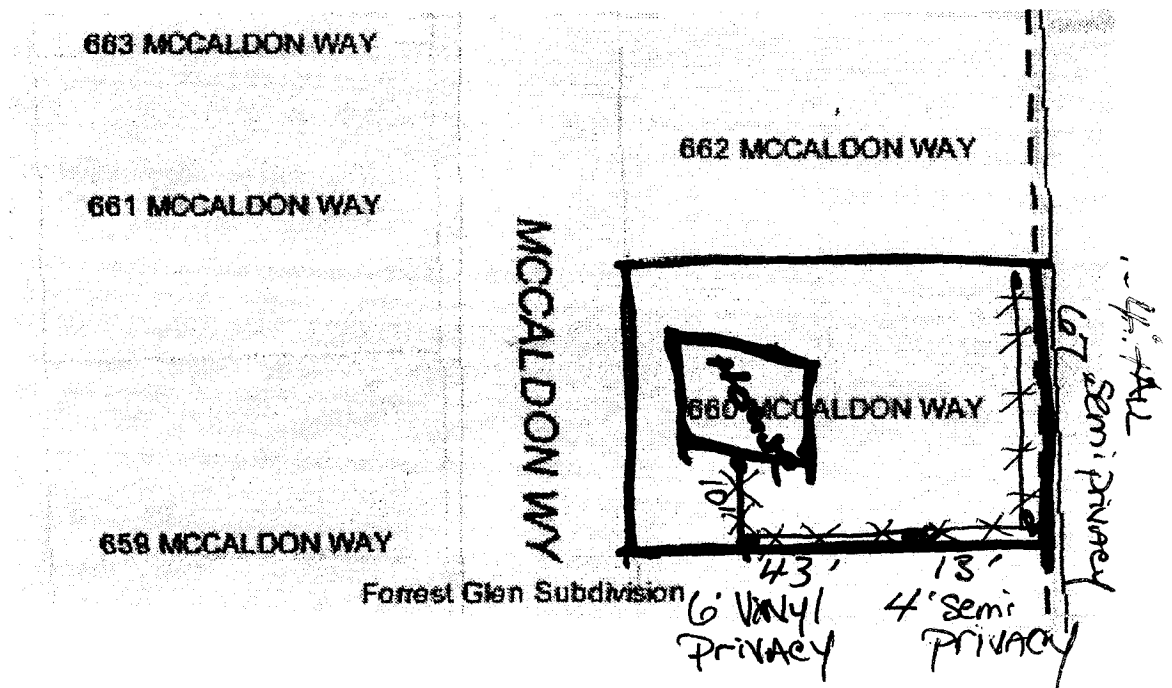 663 MCCALDON WAY
662 MCCALDON WAY
661 MCCALDON WAY
MCCALDON WY
HOUSE
660 MCCALDON WAY
67' Semi privacy
10'
659 MCCALDON WAY
43'
13'
Forrest Glen Subdivision
6' VINYL
PrivAcy
4' Semi
PrivAcy